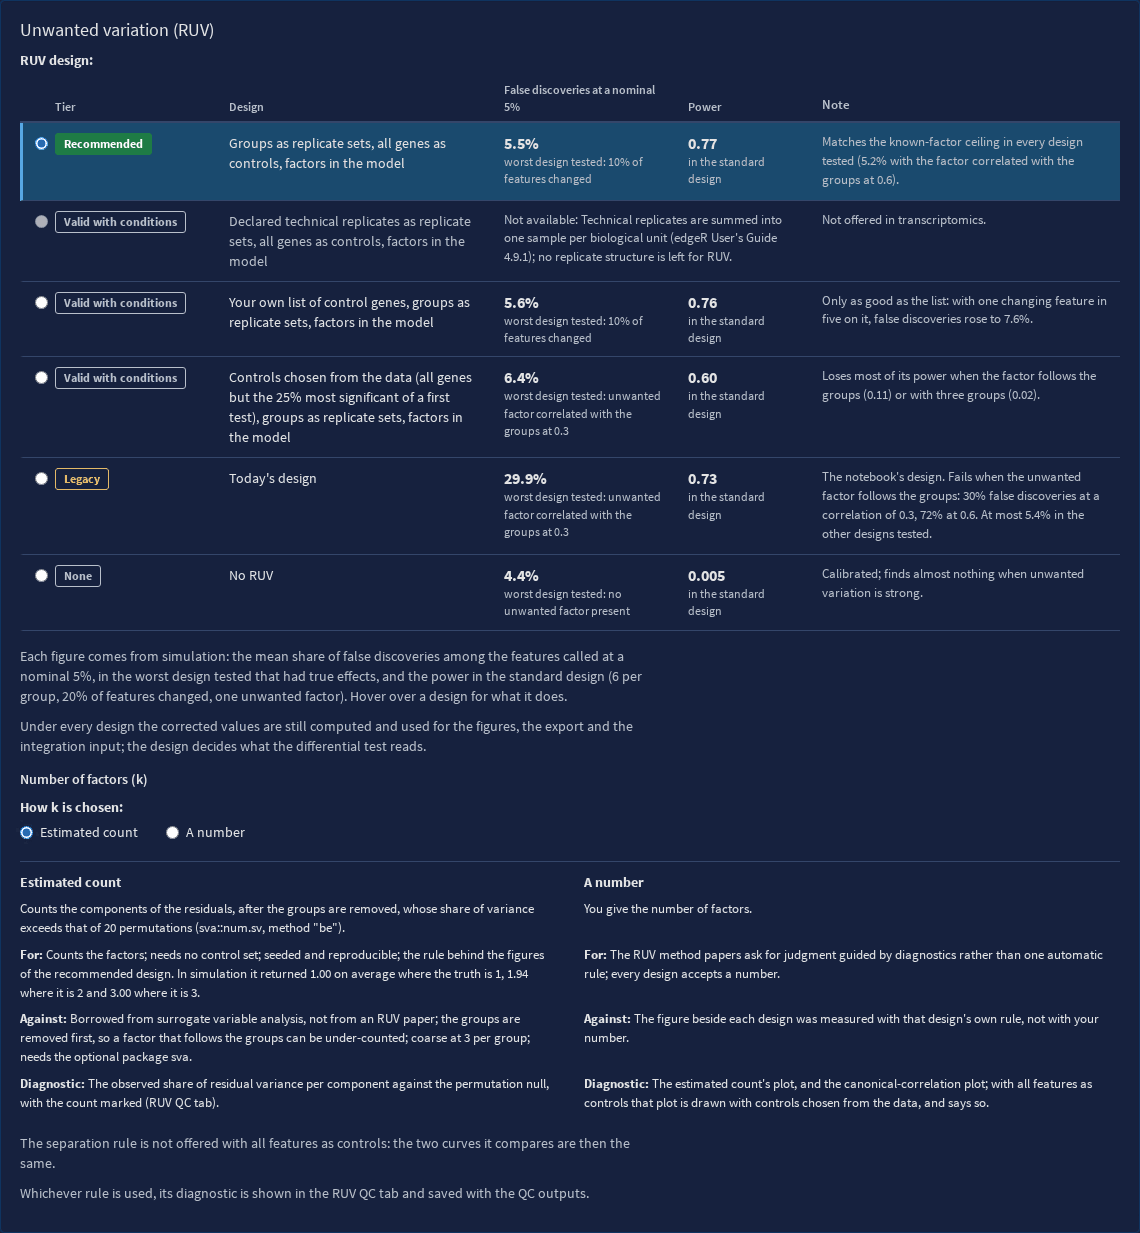 Unwanted variation (RUV)
RUV design:
Tier
Design
False discoveries at a nominal
5%
Power
Note
Recommended
Groups as replicate sets, all genes as
controls, factors in the model
5.5%
worst design tested: 10% of
features changed
0.77
in the standard
design
Matches the known-factor ceiling in every design
tested (5.2% with the factor correlated with the
groups at 0.6).
Valid with conditions
Declared technical replicates as replicate
sets, all genes as controls, factors in the
model
Not available: Technical replicates are summed into
one sample per biological unit (edgeR User's Guide
4.9.1); no replicate structure is left for RUV.
Not offered in transcriptomics.
Valid with conditions
Your own list of control genes, groups as
replicate sets, factors in the model
5.6%
worst design tested: 10% of
features changed
0.76
in the standard
design
Only as good as the list: with one changing feature in
five on it, false discoveries rose to 7.6%.
Valid with conditions
Controls chosen from the data (all genes
but the 25% most significant of a first
test), groups as replicate sets, factors in
the model
6.4%
worst design tested: unwanted
factor correlated with the
groups at 0.3
0.60
in the standard
design
Loses most of its power when the factor follows the
groups (0.11) or with three groups (0.02).
Legacy
Today's design
29.9%
worst design tested: unwanted
factor correlated with the
groups at 0.3
0.73
in the standard
design
The notebook's design. Fails when the unwanted
factor follows the groups: 30% false discoveries at a
correlation of 0.3, 72% at 0.6. At most 5.4% in the
other designs tested.
None
No RUV
4.4%
worst design tested: no
unwanted factor present
0.005
in the standard
design
Calibrated; finds almost nothing when unwanted
variation is strong.
Each figure comes from simulation: the mean share of false discoveries among the features called at a
nominal 5%, in the worst design tested that had true effects, and the power in the standard design (6 per
group, 20% of features changed, one unwanted factor). Hover over a design for what it does.
Under every design the corrected values are still computed and used for the figures, the export and the
integration input; the design decides what the differential test reads.
Number of factors (k)
How k is chosen:
Estimated count
A number
Estimated count
Counts the components of the residuals, after the groups are removed, whose share of variance
exceeds that of 20 permutations (sva::num.sv, method "be").
For: Counts the factors; needs no control set; seeded and reproducible; the rule behind the figures
of the recommended design. In simulation it returned 1.00 on average where the truth is 1, 1.94
where it is 2 and 3.00 where it is 3.
Against: Borrowed from surrogate variable analysis, not from an RUV paper; the groups are
removed first, so a factor that follows the groups can be under-counted; coarse at 3 per group;
needs the optional package sva.
Diagnostic: The observed share of residual variance per component against the permutation null,
with the count marked (RUV QC tab).
A number
You give the number of factors.
For: The RUV method papers ask for judgment guided by diagnostics rather than one automatic
rule; every design accepts a number.
Against: The figure beside each design was measured with that design's own rule, not with your
number.
Diagnostic: The estimated count's plot, and the canonical-correlation plot; with all features as
controls that plot is drawn with controls chosen from the data, and says so.
The separation rule is not offered with all features as controls: the two curves it compares are then the
same.
Whichever rule is used, its diagnostic is shown in the RUV QC tab and saved with the QC outputs.